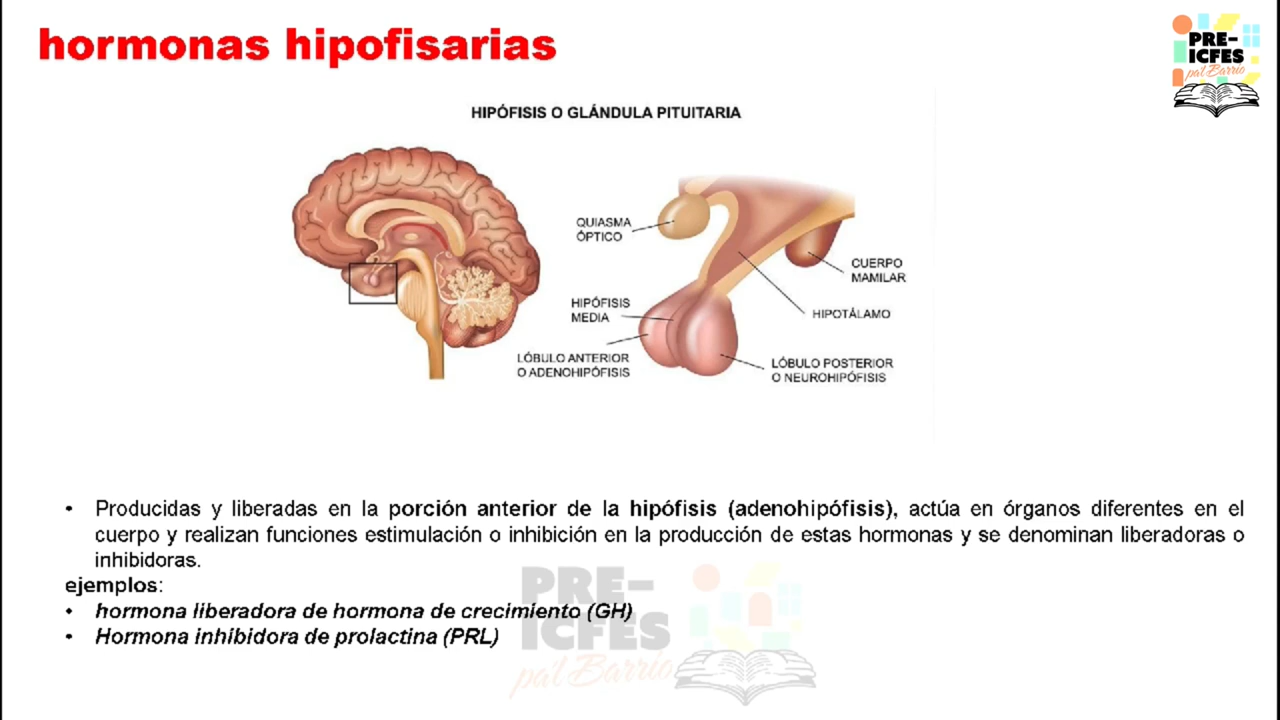 hormonas hipofisarias
PRE-
ICFES
pa'l Barrio
HIPÓFISIS O GLÁNDULA PITUITARIA
QUIASMA
ÓPTICO
CUERPO
MAMILAR
HIPÓFISIS
MEDIA
HIPOTÁLAMO
LÓBULO ANTERIOR
O ADENOHIPÓFISIS
LÓBULO POSTERIOR
O NEUROHIPÓFISIS
• Producidas y liberadas en la porción anterior de la hipófisis (adenohipófisis), actúa en órganos diferentes en el
cuerpo y realizan funciones estimulación o inhibición en la producción de estas hormonas y se denominan liberadoras o
inhibidoras.
ejemplos:
• hormona liberadora de hormona de crecimiento (GH)
• Hormona inhibidora de prolactina (PRL)
PRE-
ICFES
pa'l Barrio